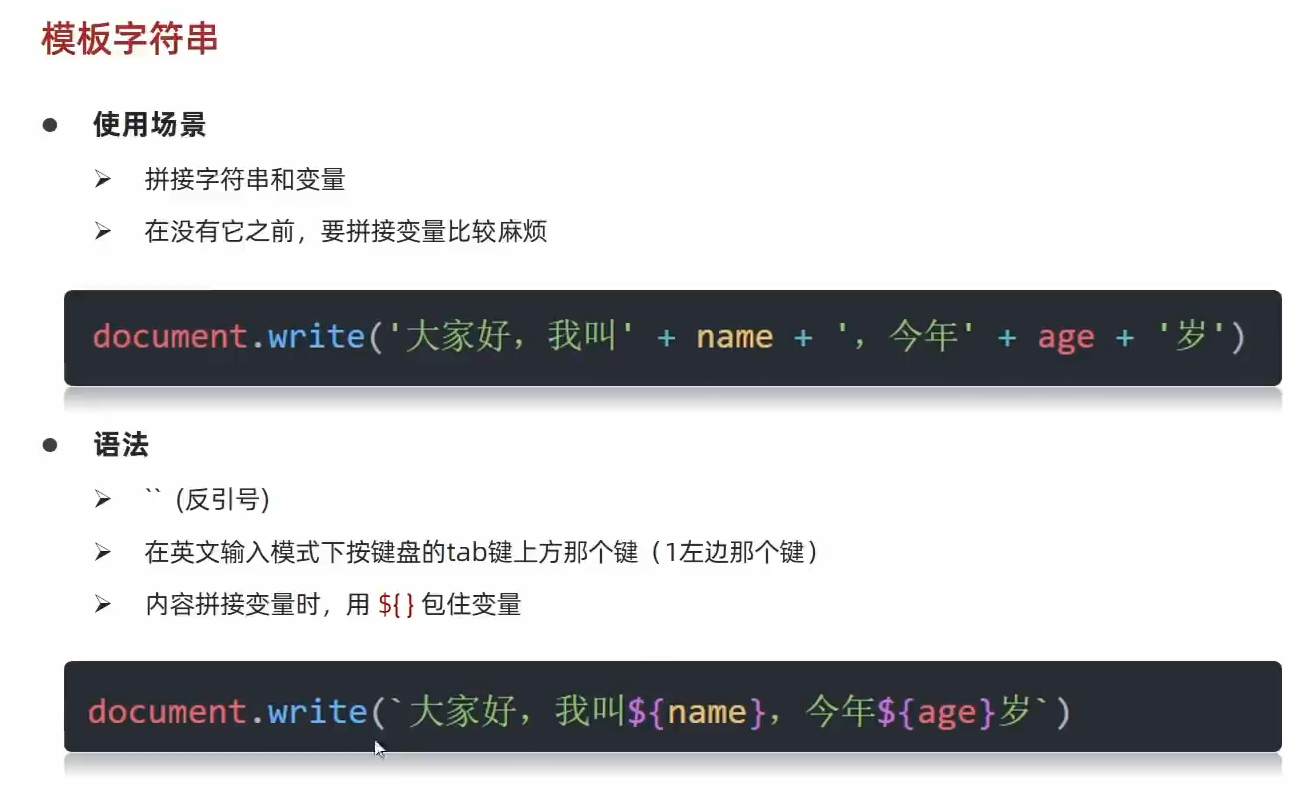 模板字符串
使用场景
拼接字符串和变量
在没有它之前，要拼接变量比较麻烦
document.write('大家好，我叫' + name + '，今年' + age + '岁')
语法
`` (反引号)
在英文输入模式下按键盘的tab键上方那个键（1左边那个键）
内容拼接变量时，用 ${} 包住变量
document.write(`大家好，我叫${name}，今年${age}岁`)